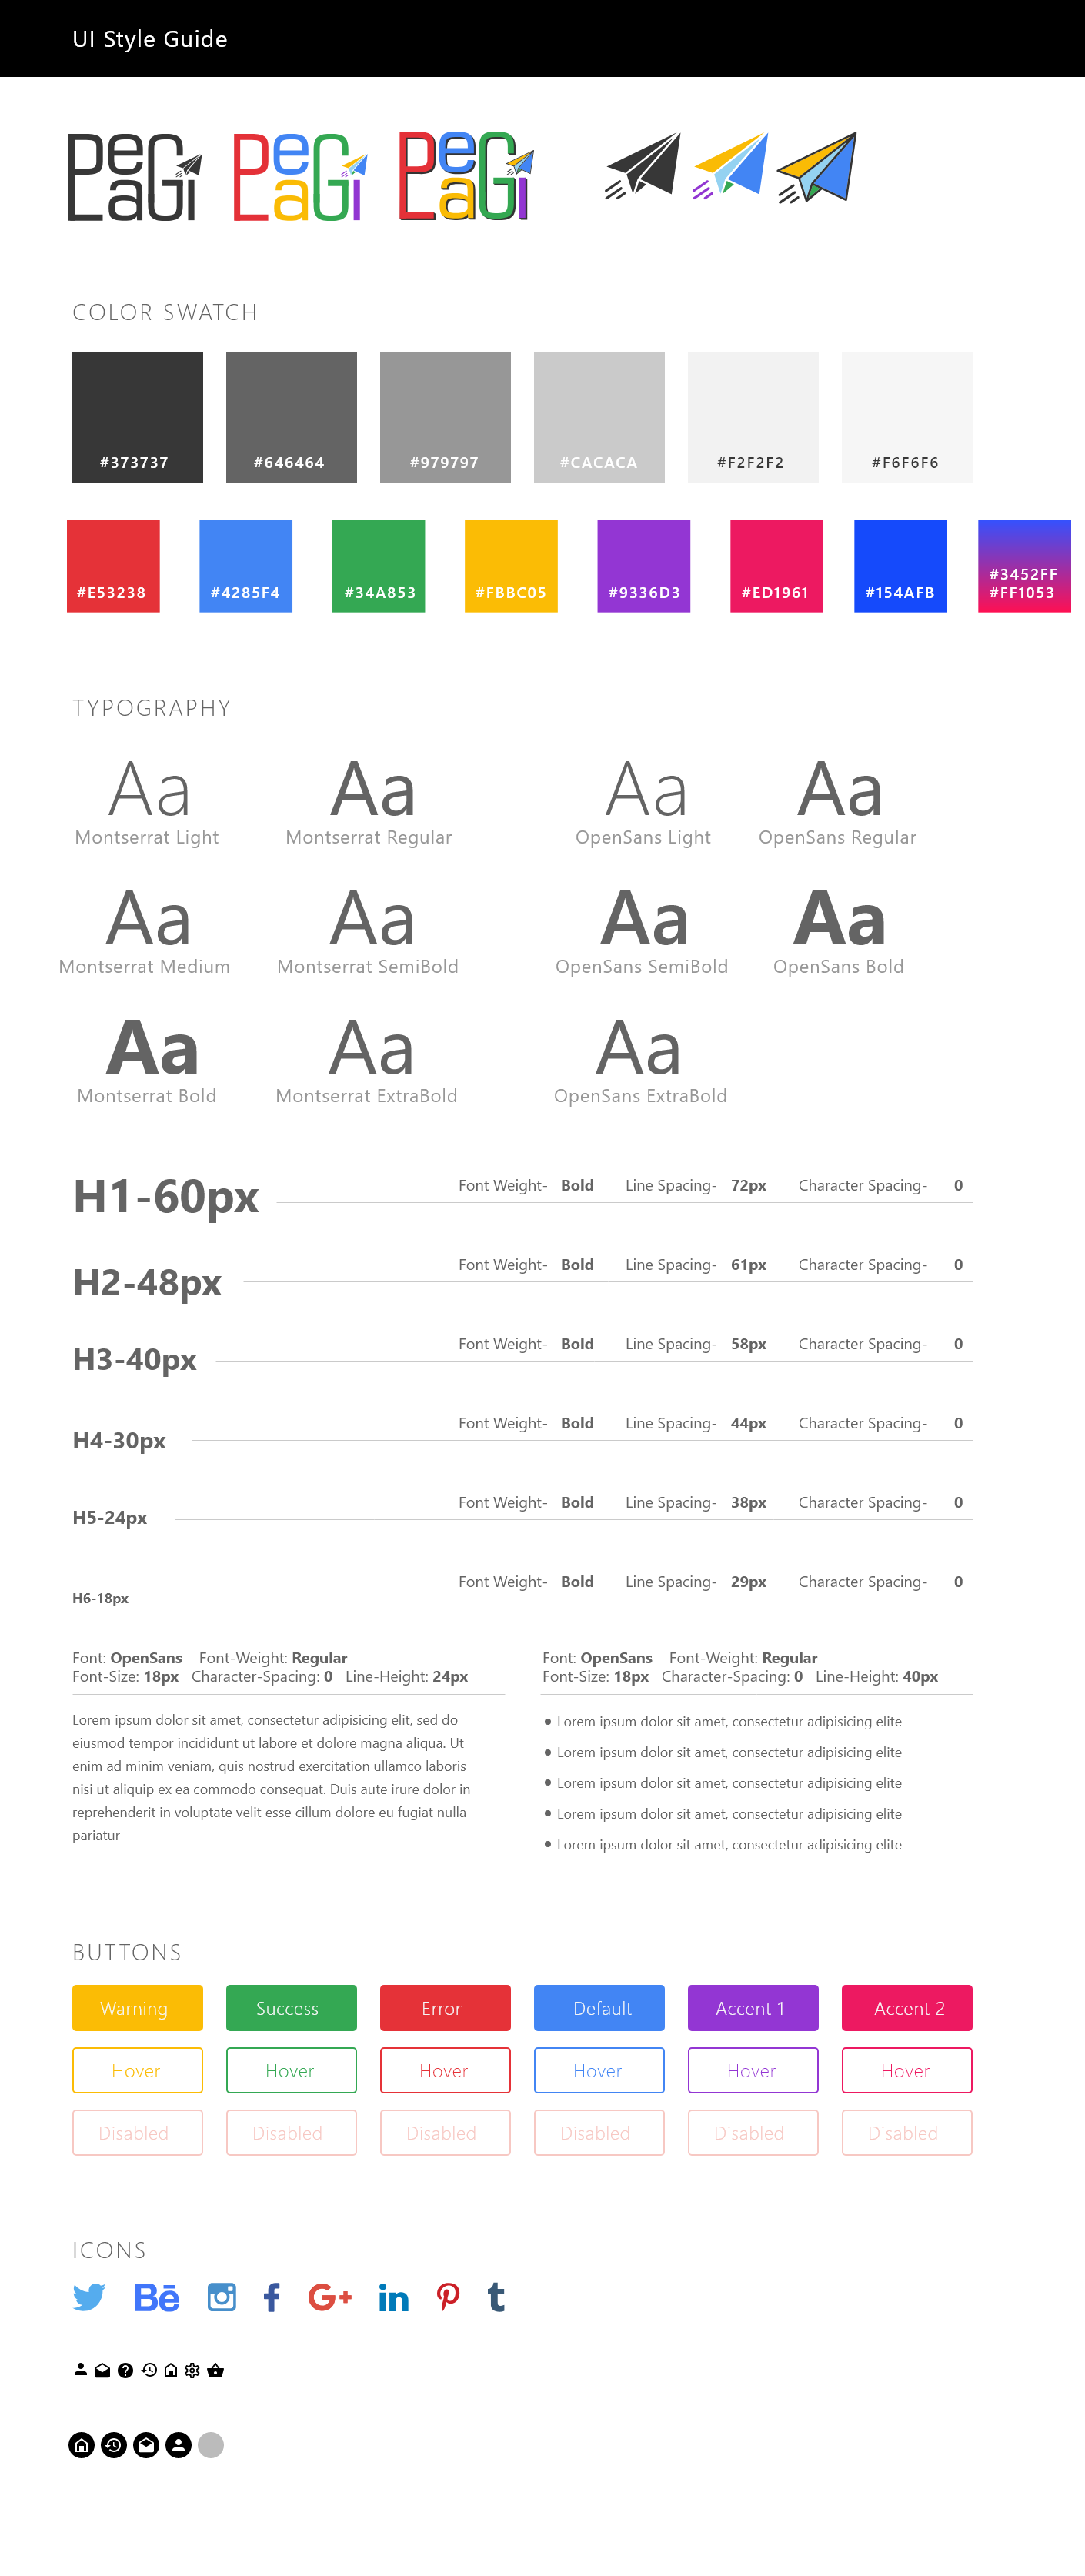 UI Style Guide
PeGi
LaGi
PeGi
LaGi
PeGi
LaGi
COLOR SWATCH
#373737 #646464 #979797 #CACACA #F2F2F2 #F6F6F6
#3452FF
#E53238 #4285F4 #34A853 #FBBC05 #9336D3 #ED1961 #154AFB #FF1053
TYPOGRAPHY
Aa Aa Aa Aa
Montserrat Light Montserrat Regular OpenSans Light OpenSans Regular
Aa Aa Aa Aa
Montserrat Medium Montserrat SemiBold OpenSans SemiBold OpenSans Bold
Aa Aa Aa
Montserrat Bold Montserrat ExtraBold OpenSans ExtraBold
H1-60px Font Weight- Bold Line Spacing- 72px Character Spacing- 0
H2-48px Font Weight- Bold Line Spacing- 61px Character Spacing- 0
H3-40px Font Weight- Bold Line Spacing- 58px Character Spacing- 0
H4-30px Font Weight- Bold Line Spacing- 44px Character Spacing- 0
H5-24px Font Weight- Bold Line Spacing- 38px Character Spacing- 0
H6-18px Font Weight- Bold Line Spacing- 29px Character Spacing- 0
Font: OpenSans Font-Weight: Regular
Font-Size: 18px Character-Spacing: 0 Line-Height: 24px
Lorem ipsum dolor sit amet, consectetur adipisicing elit, sed do
eiusmod tempor incididunt ut labore et dolore magna aliqua. Ut
enim ad minim veniam, quis nostrud exercitation ullamco laboris
nisi ut aliquip ex ea commodo consequat. Duis aute irure dolor in
reprehenderit in voluptate velit esse cillum dolore eu fugiat nulla
pariatur
Font: OpenSans Font-Weight: Regular
Font-Size: 18px Character-Spacing: 0 Line-Height: 40px
• Lorem ipsum dolor sit amet, consectetur adipisicing elite
• Lorem ipsum dolor sit amet, consectetur adipisicing elite
• Lorem ipsum dolor sit amet, consectetur adipisicing elite
• Lorem ipsum dolor sit amet, consectetur adipisicing elite
• Lorem ipsum dolor sit amet, consectetur adipisicing elite
BUTTONS
Warning Success Error Default Accent 1 Accent 2
Hover Hover Hover Hover Hover Hover
Disabled Disabled Disabled Disabled Disabled Disabled
ICONS
Bē f G+ in t